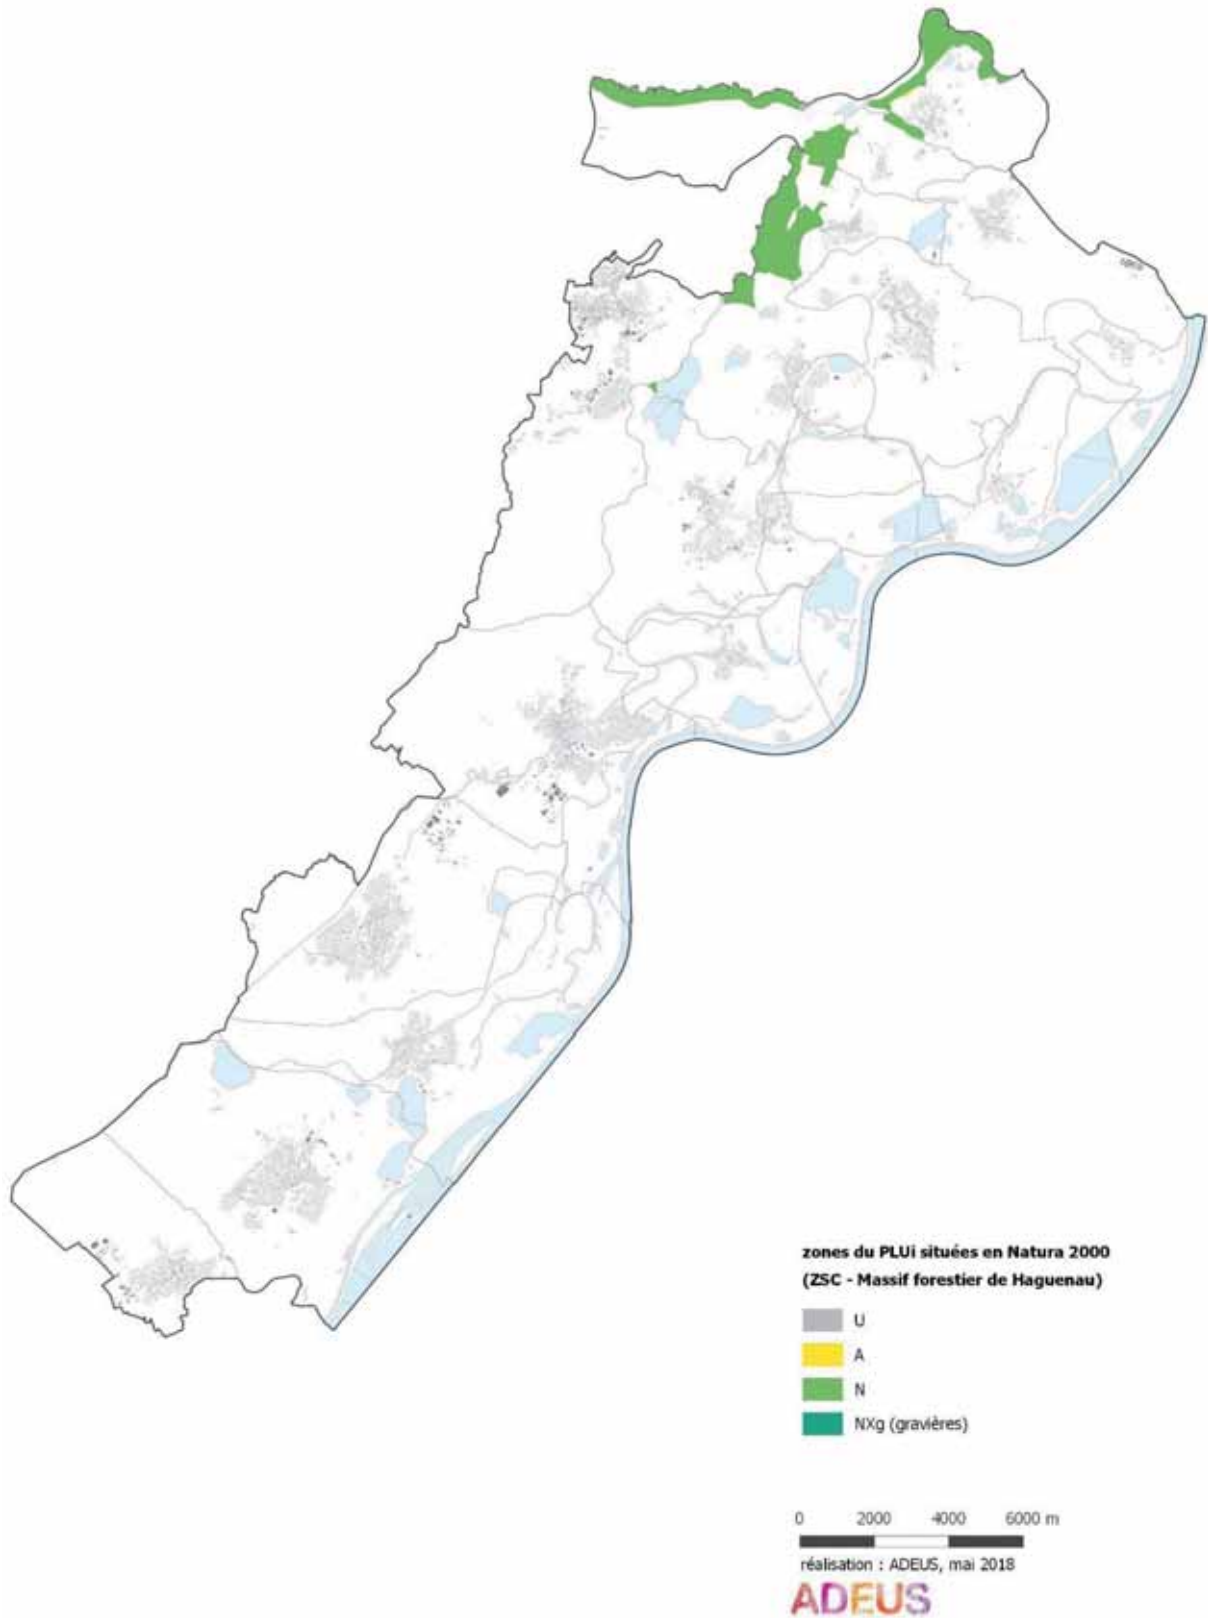 zones du PLUi situées en Natura 2000
(ZSC - Massif forestier de Haguenau)
U
A
N
NXg (gravières)
0 2000 4000 6000 m
réalisation : ADEUS, mai 2018
ADEUS